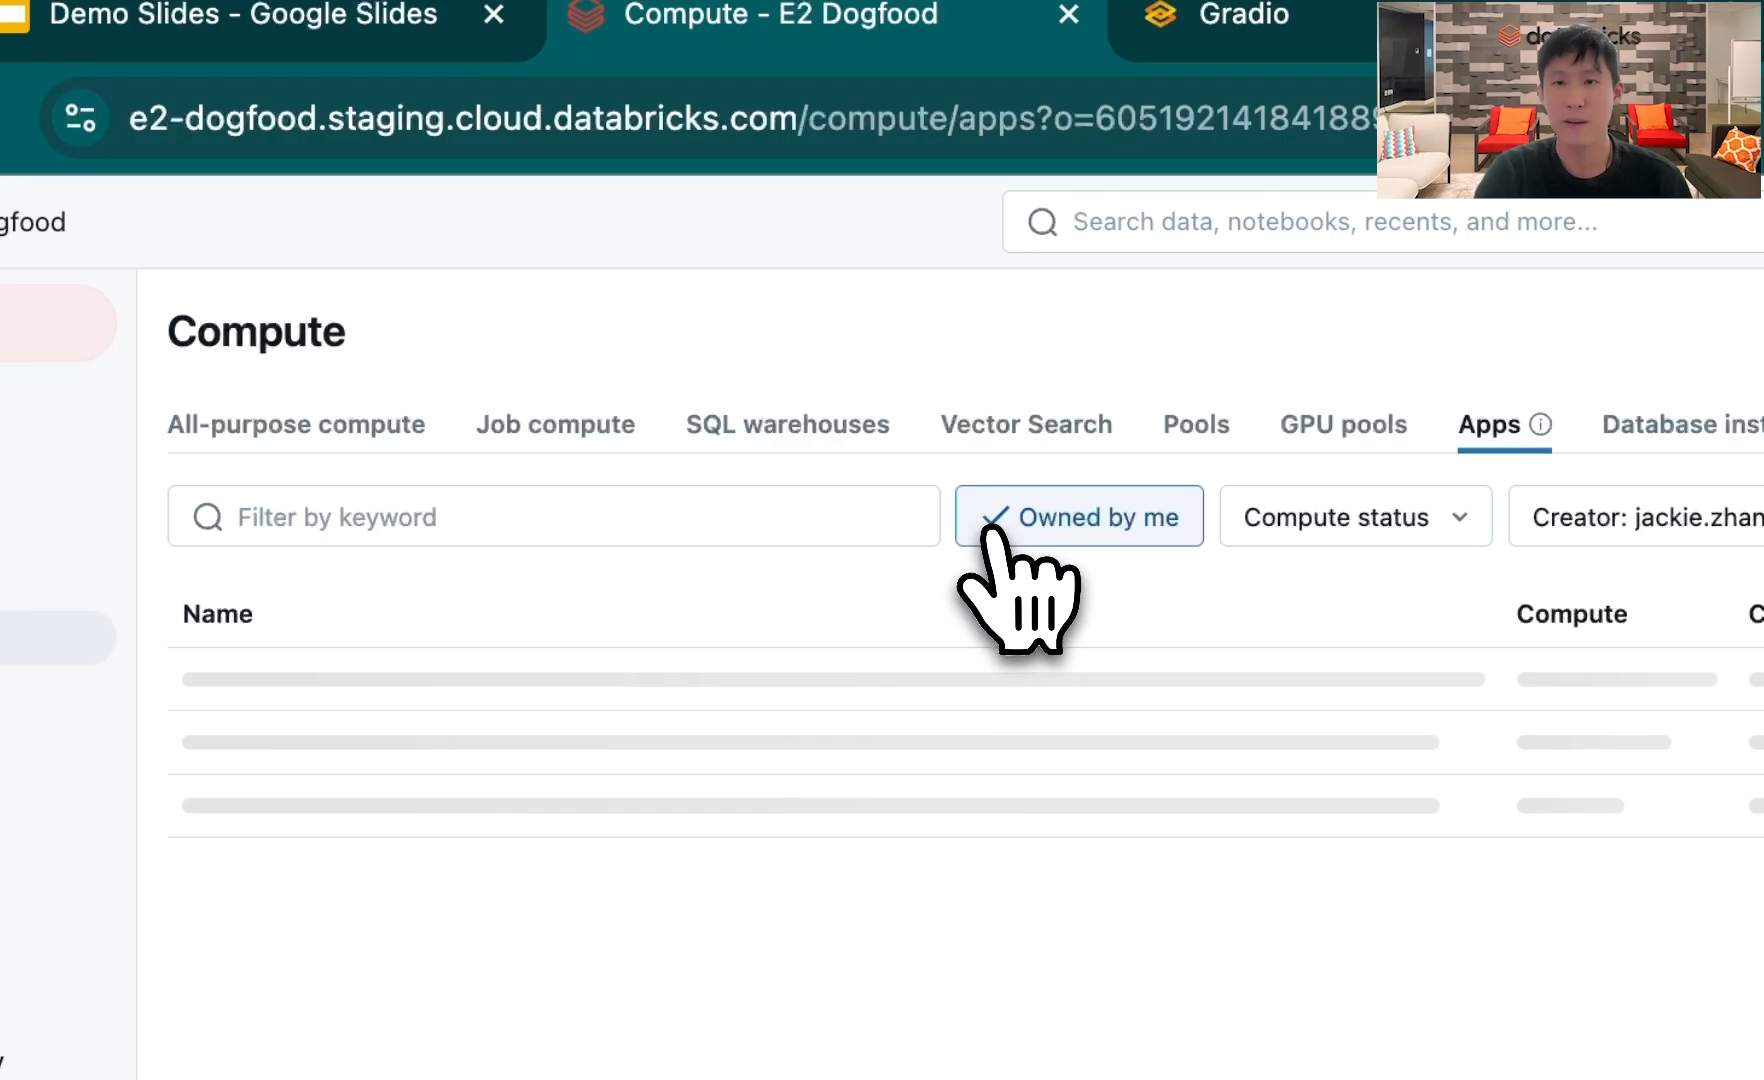 Demo Slides - Google Slides
Compute - E2 Dogfood
Gradio
e2-dogfood.staging.cloud.databricks.com/compute/apps?o=605192141841889
gfood
Search data, notebooks, recents, and more...
Compute
All-purpose compute
Job compute
SQL warehouses
Vector Search
Pools
GPU pools
Apps
Database inst
Filter by keyword
Owned by me
Compute status
Creator: jackie.zhan
Name
Compute
C